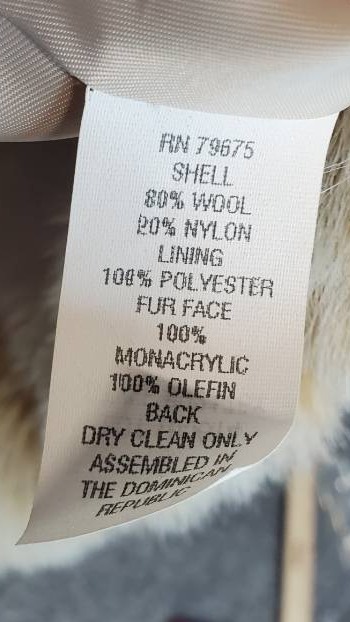 RN 79675
SHELL
80% WOOL
20% NYLON
LINING
100% POLYESTER
FUR FACE
100%
MONACRYLIC
100% OLEFIN
BACK
DRY CLEAN ONLY
ASSEMBLED IN
THE DOMINICAN
REPUBLIC